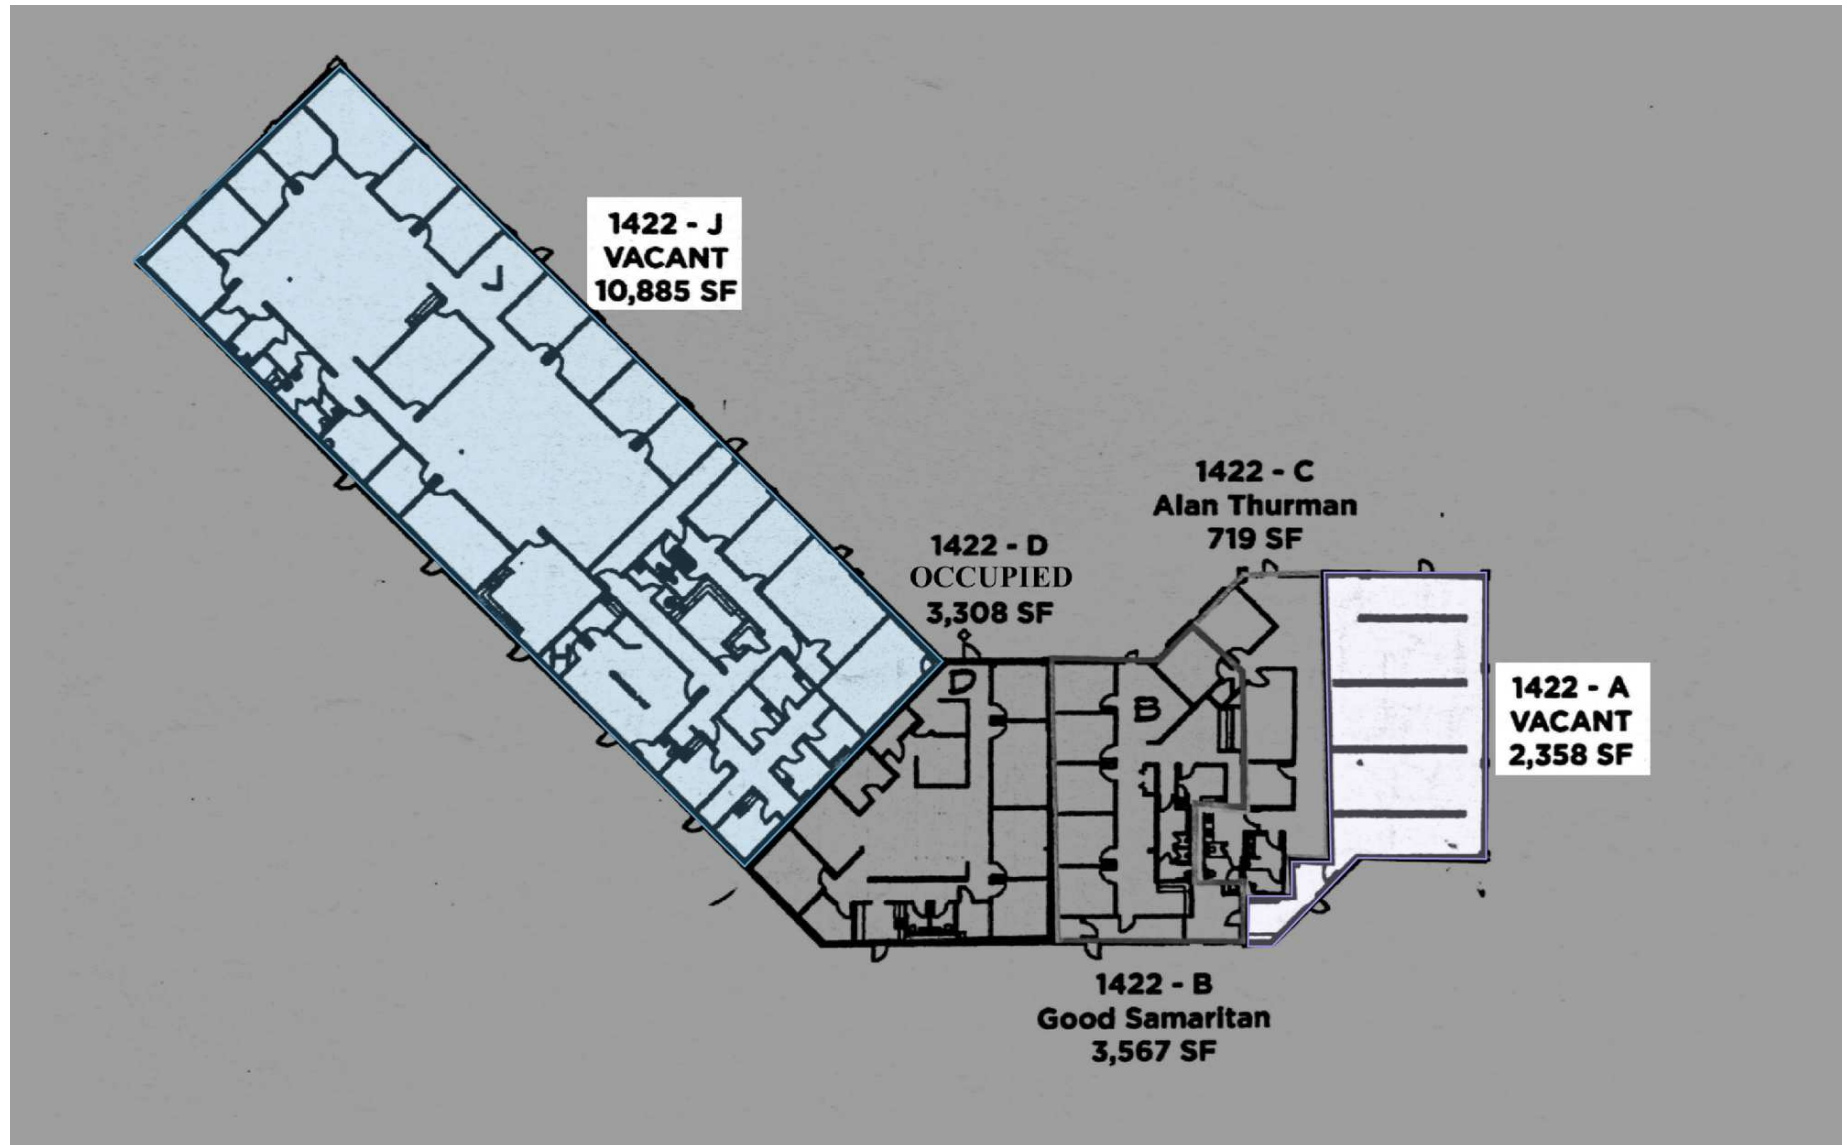 1422 - J
VACANT
10,885 SF
1422 - C
Alan Thurman
719 SF
1422 - D
OCCUPIED
3,308 SF
D
B
1422 - A
VACANT
2,358 SF
1422 - B
Good Samaritan
3,567 SF